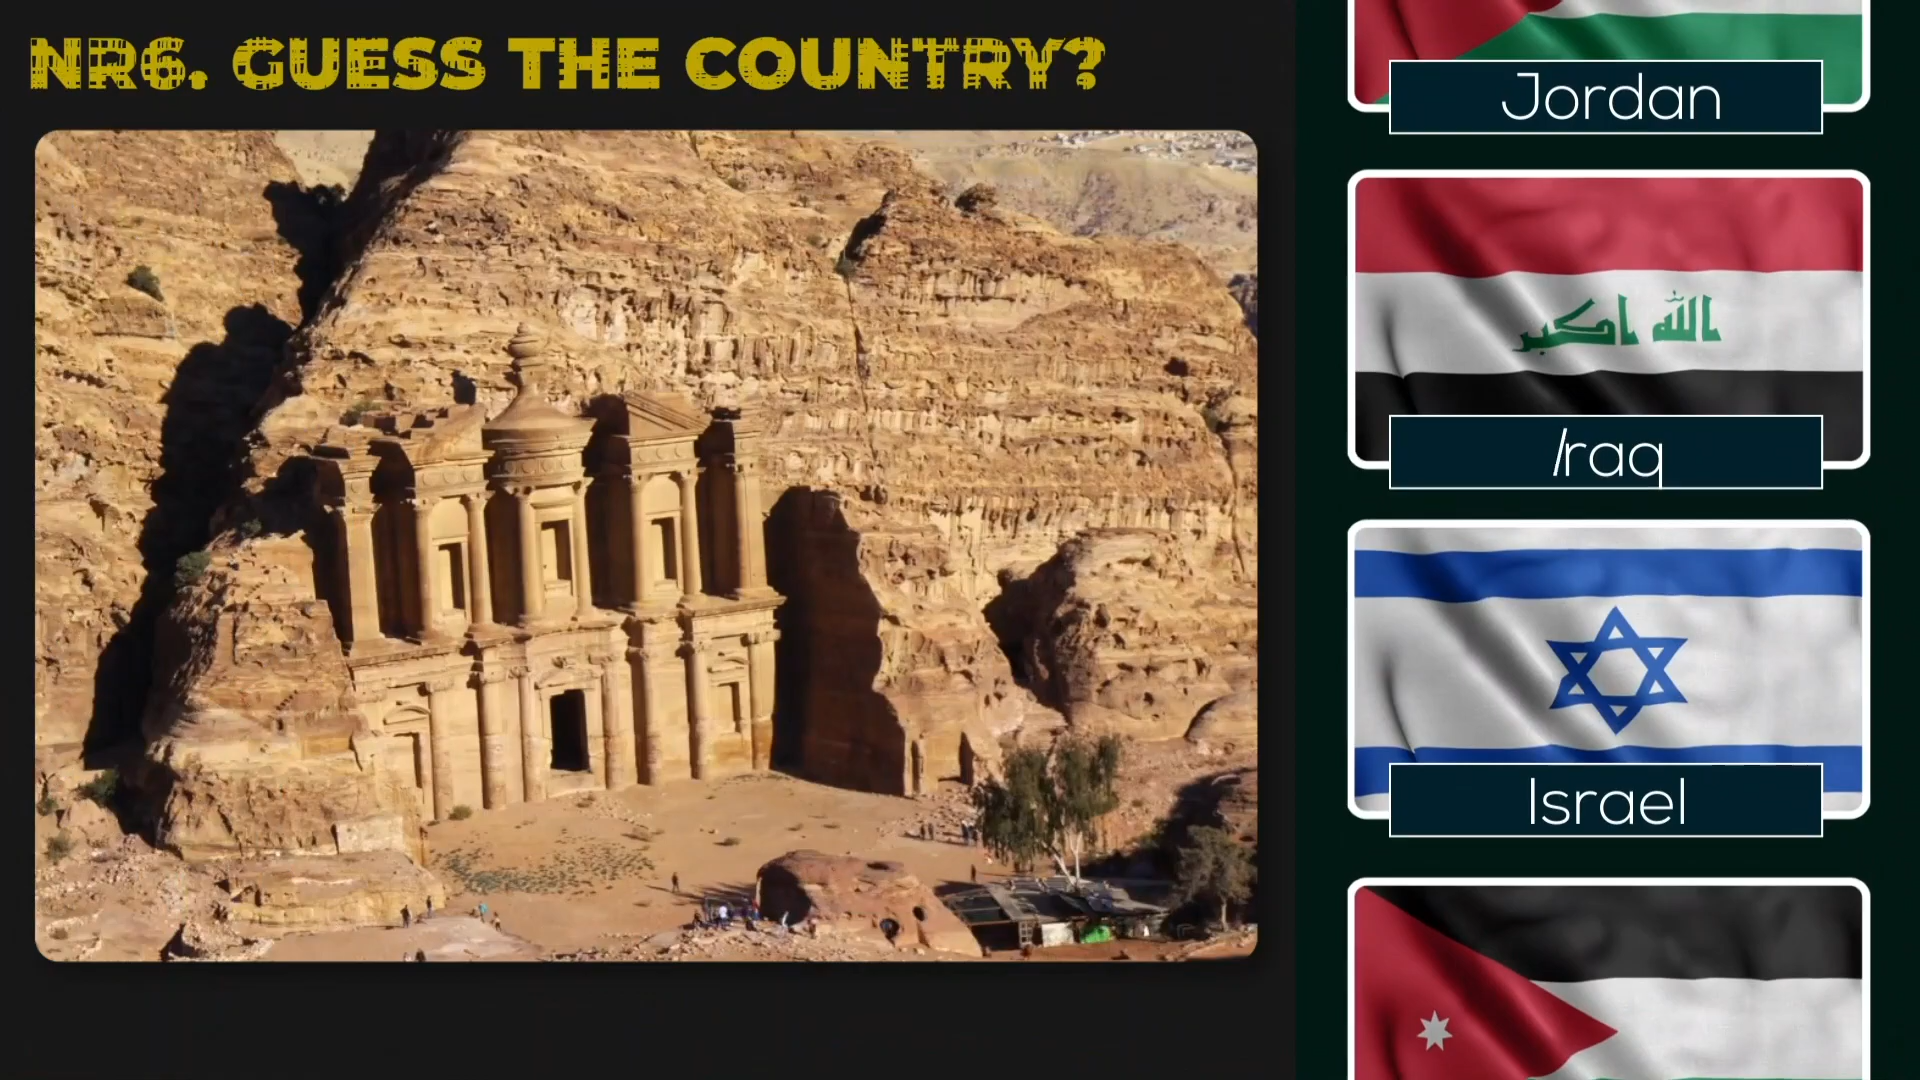 NR6. GUESS THE COUNTRY?
Jordan
الله اكبر
Iraq
Israel